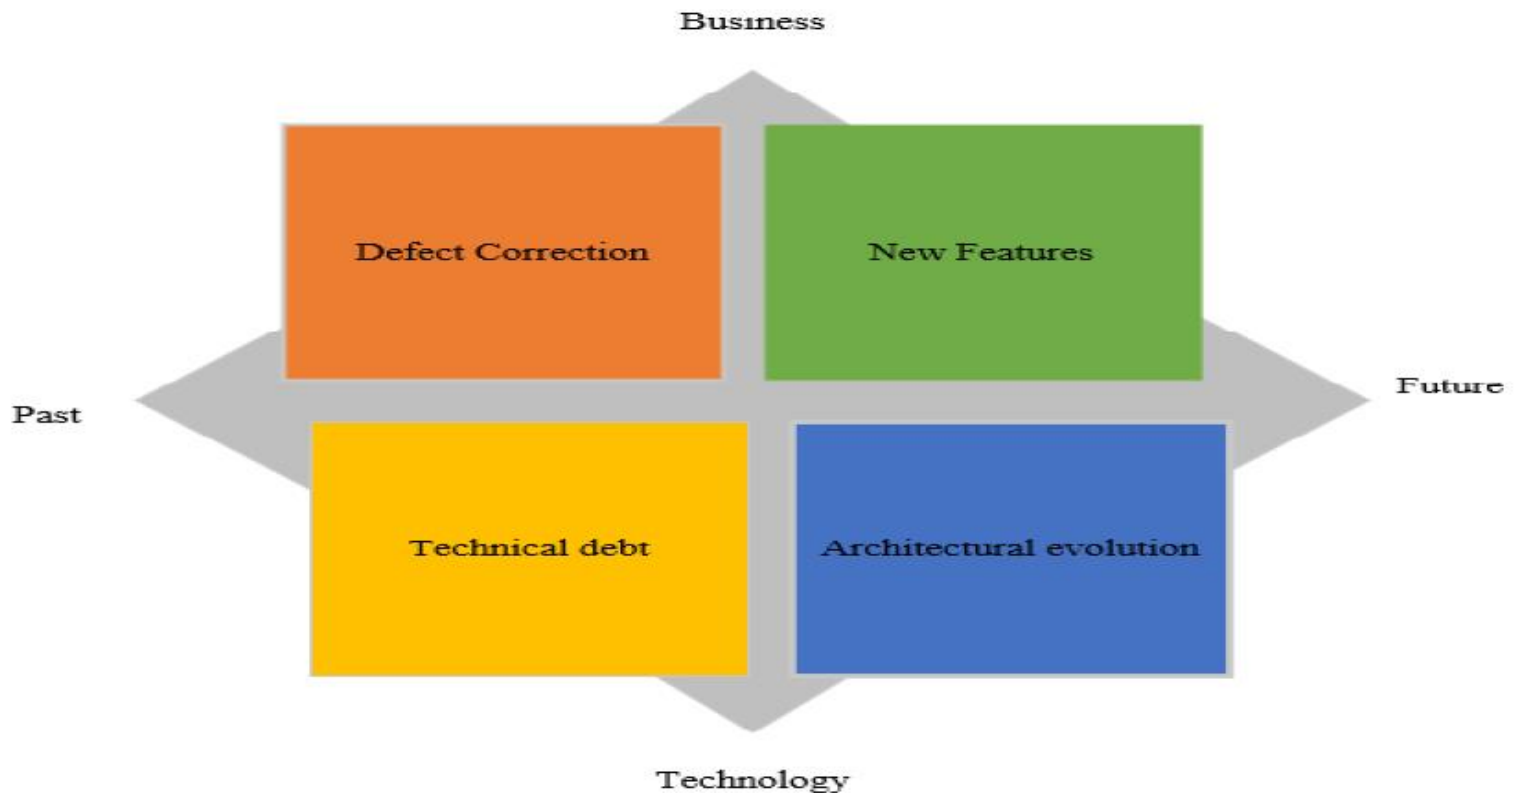 Business
Defect Correction
New Features
Past
Future
Technical debt
Architectural evolution
Technology